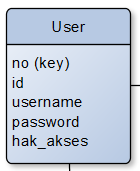 User
no (key)
id
username
password
hak_akses